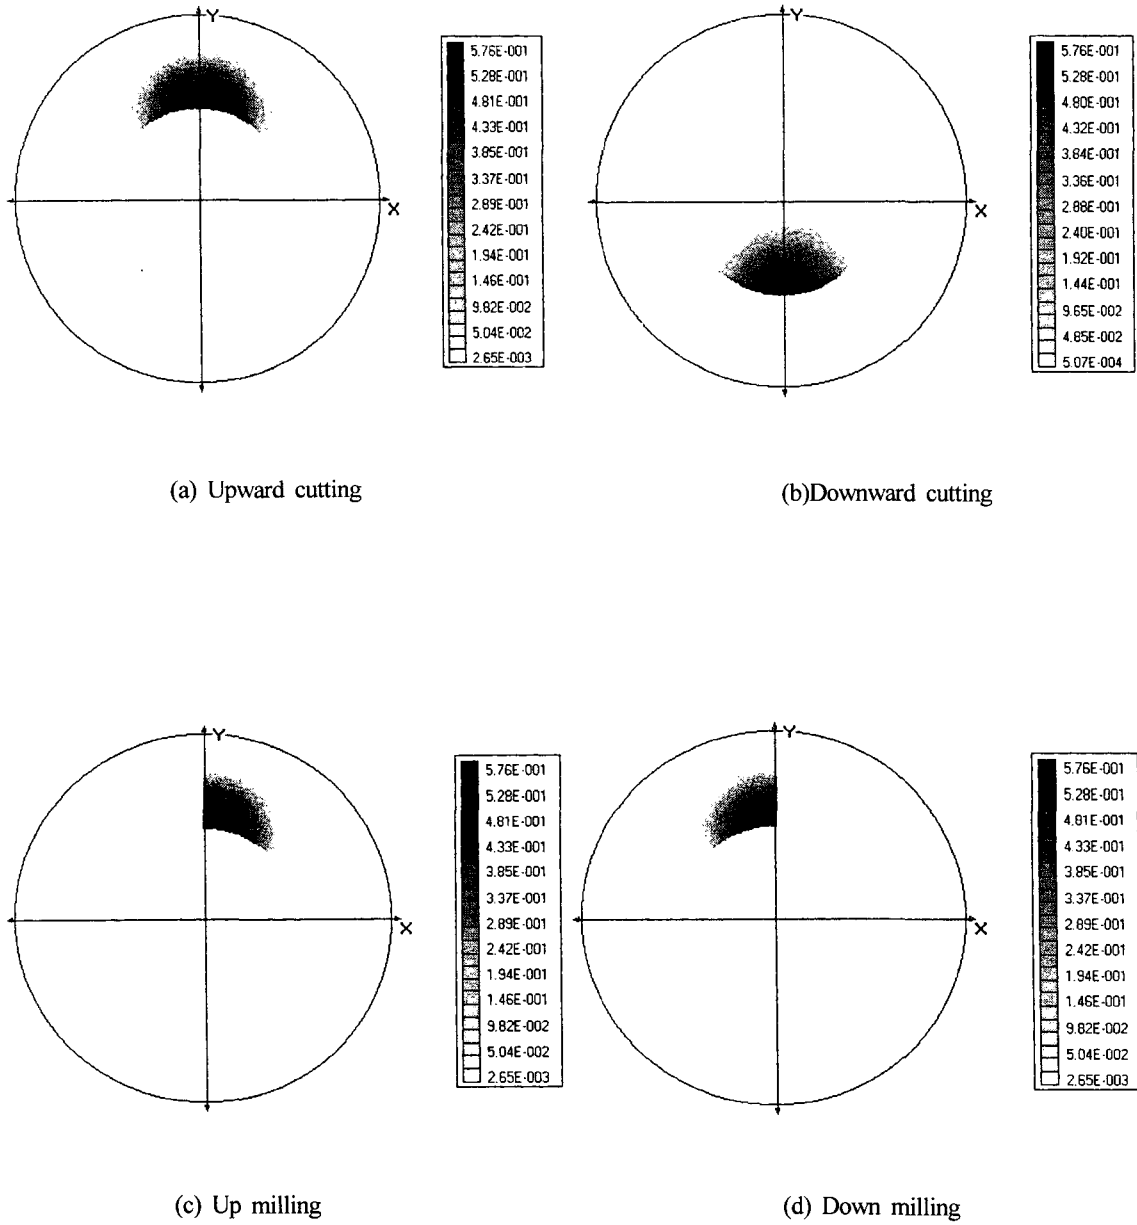 Y
X
5.76E-001
5.28E-001
4.81E-001
4.33E-001
3.85E-001
3.37E-001
2.89E-001
2.42E-001
1.94E-001
1.46E-001
9.82E-002
5.04E-002
2.65E-003
(a) Upward cutting
Y
X
5.76E-001
5.28E-001
4.80E-001
4.32E-001
3.84E-001
3.36E-001
2.88E-001
2.40E-001
1.92E-001
1.44E-001
9.65E-002
4.85E-002
5.07E-004
(b)Downward cutting
Y
X
5.76E-001
5.28E-001
4.81E-001
4.33E-001
3.85E-001
3.37E-001
2.89E-001
2.42E-001
1.94E-001
1.46E-001
9.82E-002
5.04E-002
2.65E-003
(c) Up milling
Y
X
5.76E-001
5.28E-001
4.81E-001
4.33E-001
3.85E-001
3.37E-001
2.89E-001
2.42E-001
1.94E-001
1.46E-001
9.82E-002
5.04E-002
2.65E-003
(d) Down milling